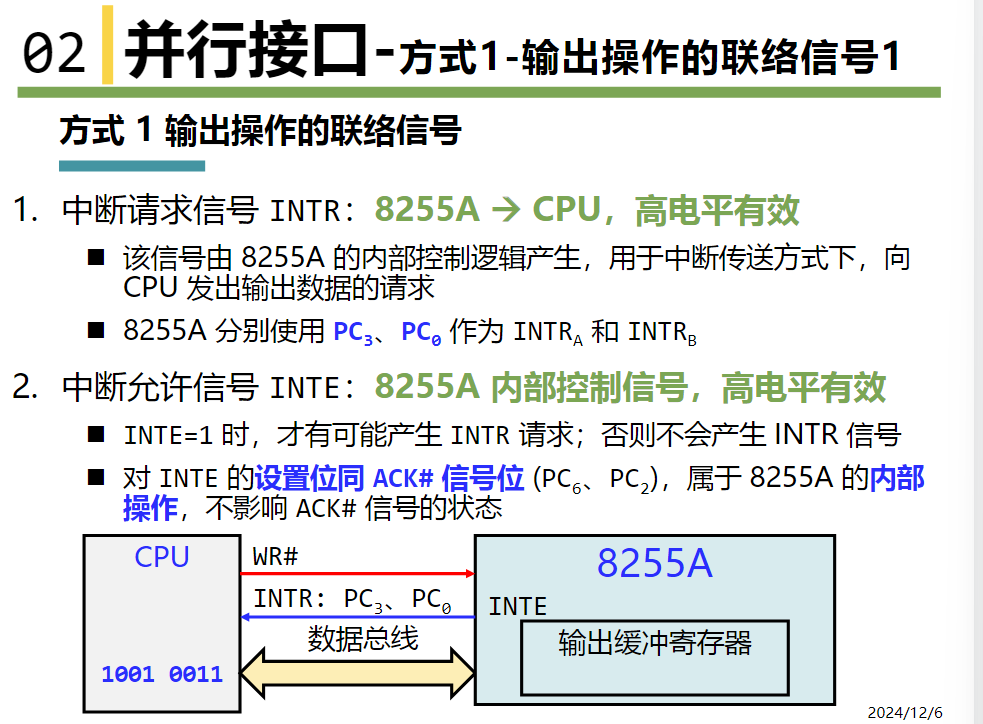 02 并行接口-方式1-输出操作的联络信号1
方式 1 输出操作的联络信号
1. 中断请求信号 INTR：8255A → CPU，高电平有效
■ 该信号由 8255A 的内部控制逻辑产生，用于中断传送方式下，向
CPU 发出输出数据的请求
■ 8255A 分别使用 PC3、PC0 作为 INTRA 和 INTRB
2. 中断允许信号 INTE：8255A 内部控制信号，高电平有效
■ INTE=1 时，才有可能产生 INTR 请求；否则不会产生 INTR 信号
■ 对 INTE 的设置位同 ACK# 信号位 (PC6、PC2)，属于 8255A 的内部
操作，不影响 ACK# 信号的状态
CPU
WR#
8255A
INTR: PC3、PC0
INTE
数据总线
输出缓冲寄存器
1001 0011
2024/12/6